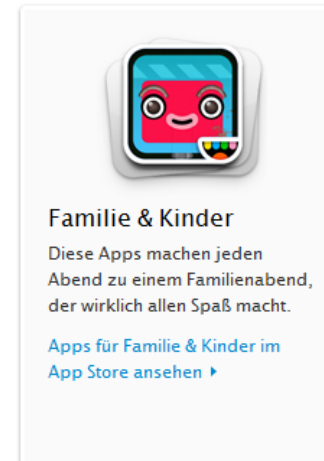 Familie & Kinder
Diese Apps machen jeden
Abend zu einem Familienabend,
der wirklich allen Spaß macht.
Apps für Familie & Kinder im
App Store ansehen ▸